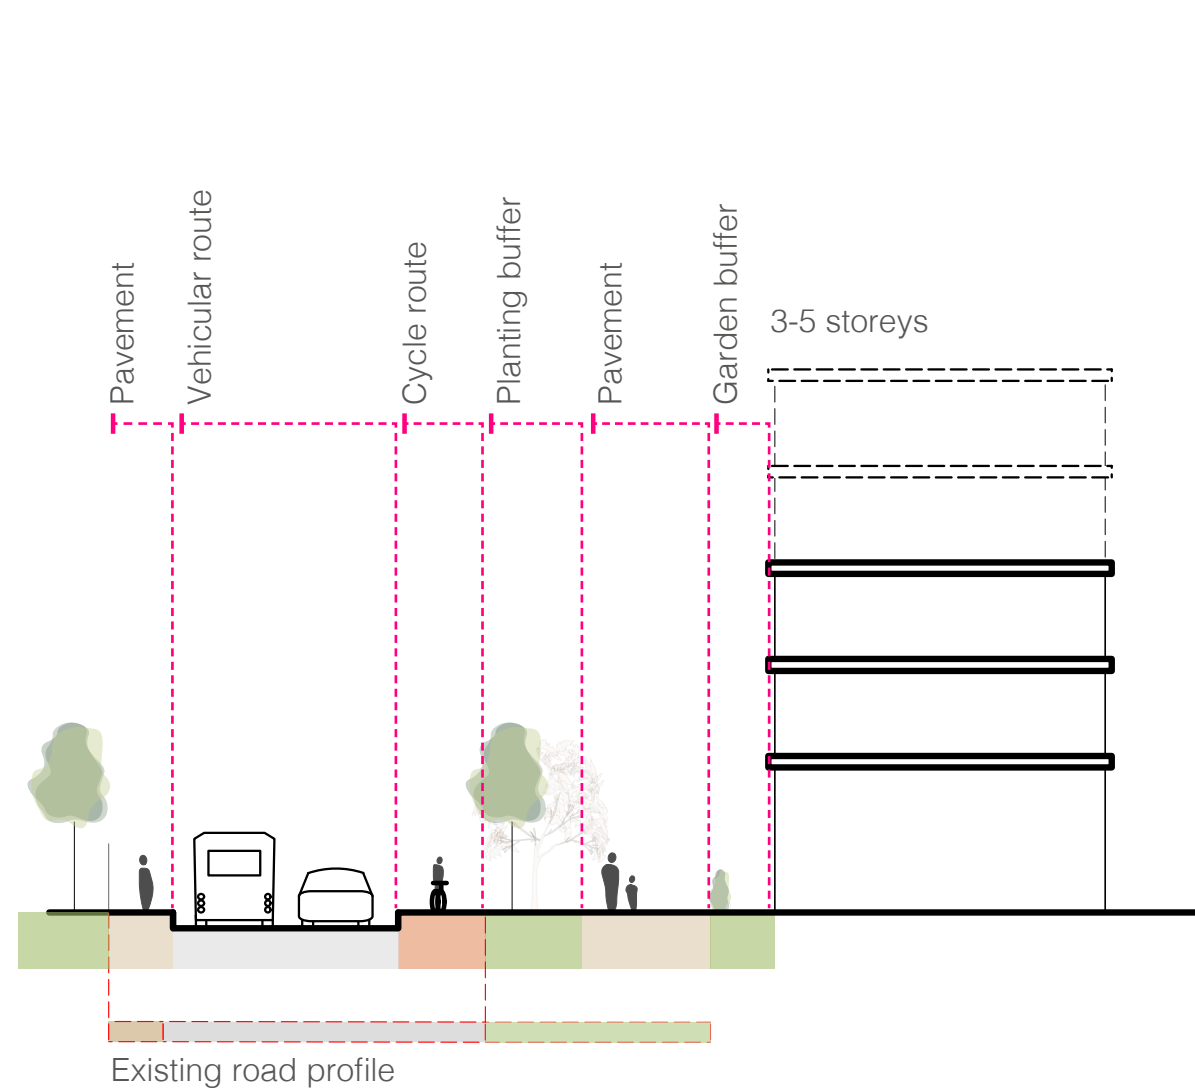 Pavement
Vehicular route
Cycle route
Planting buffer
Pavement
Garden buffer
3-5 storeys
Existing road profile